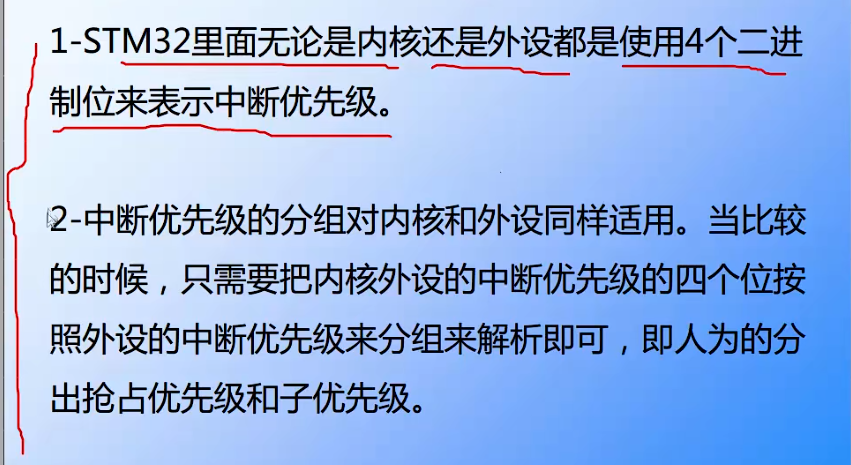 1-STM32里面无论是内核还是外设都是使用4个二进
制位来表示中断优先级。
2-中断优先级的分组对内核和外设同样适用。当比较
的时候，只需要把内核外设的中断优先级的四个位按
照外设的中断优先级来分组来解析即可，即人为的分
出抢占优先级和子优先级。